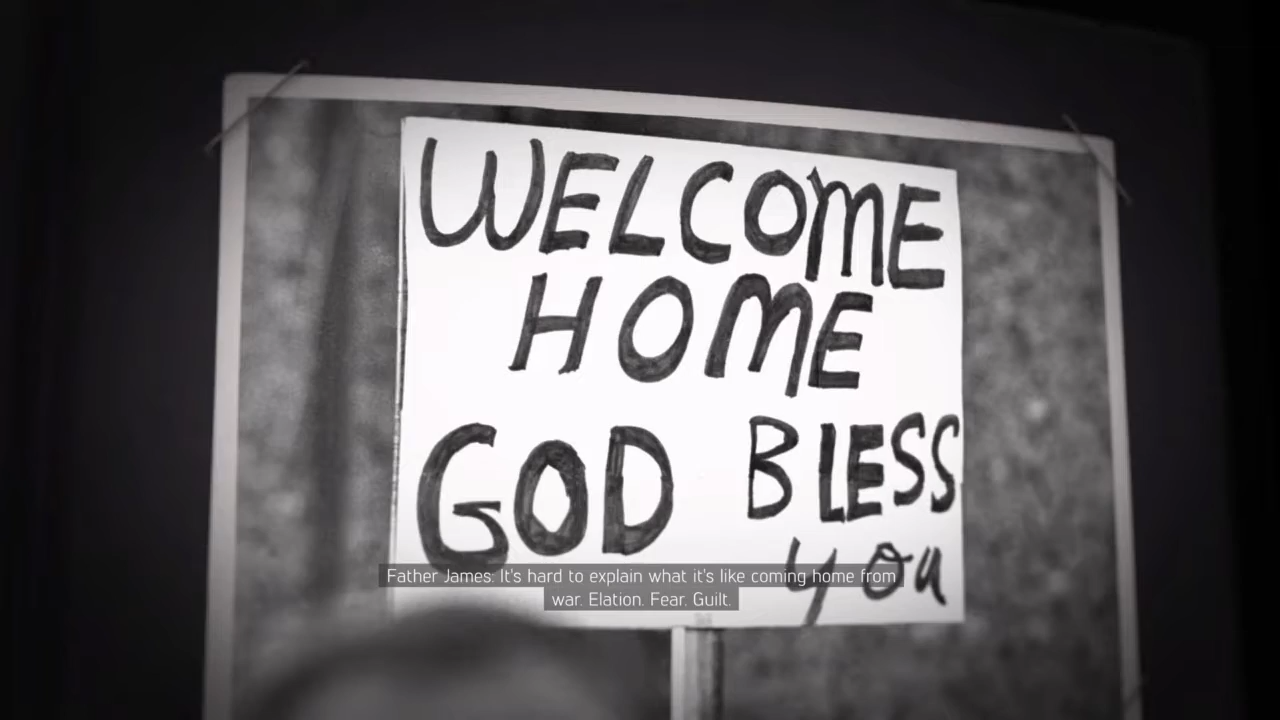 WELCOME
HOME
GOD BLESS
you
Father James: It's hard to explain what it's like coming home from
war. Elation. Fear. Guilt.